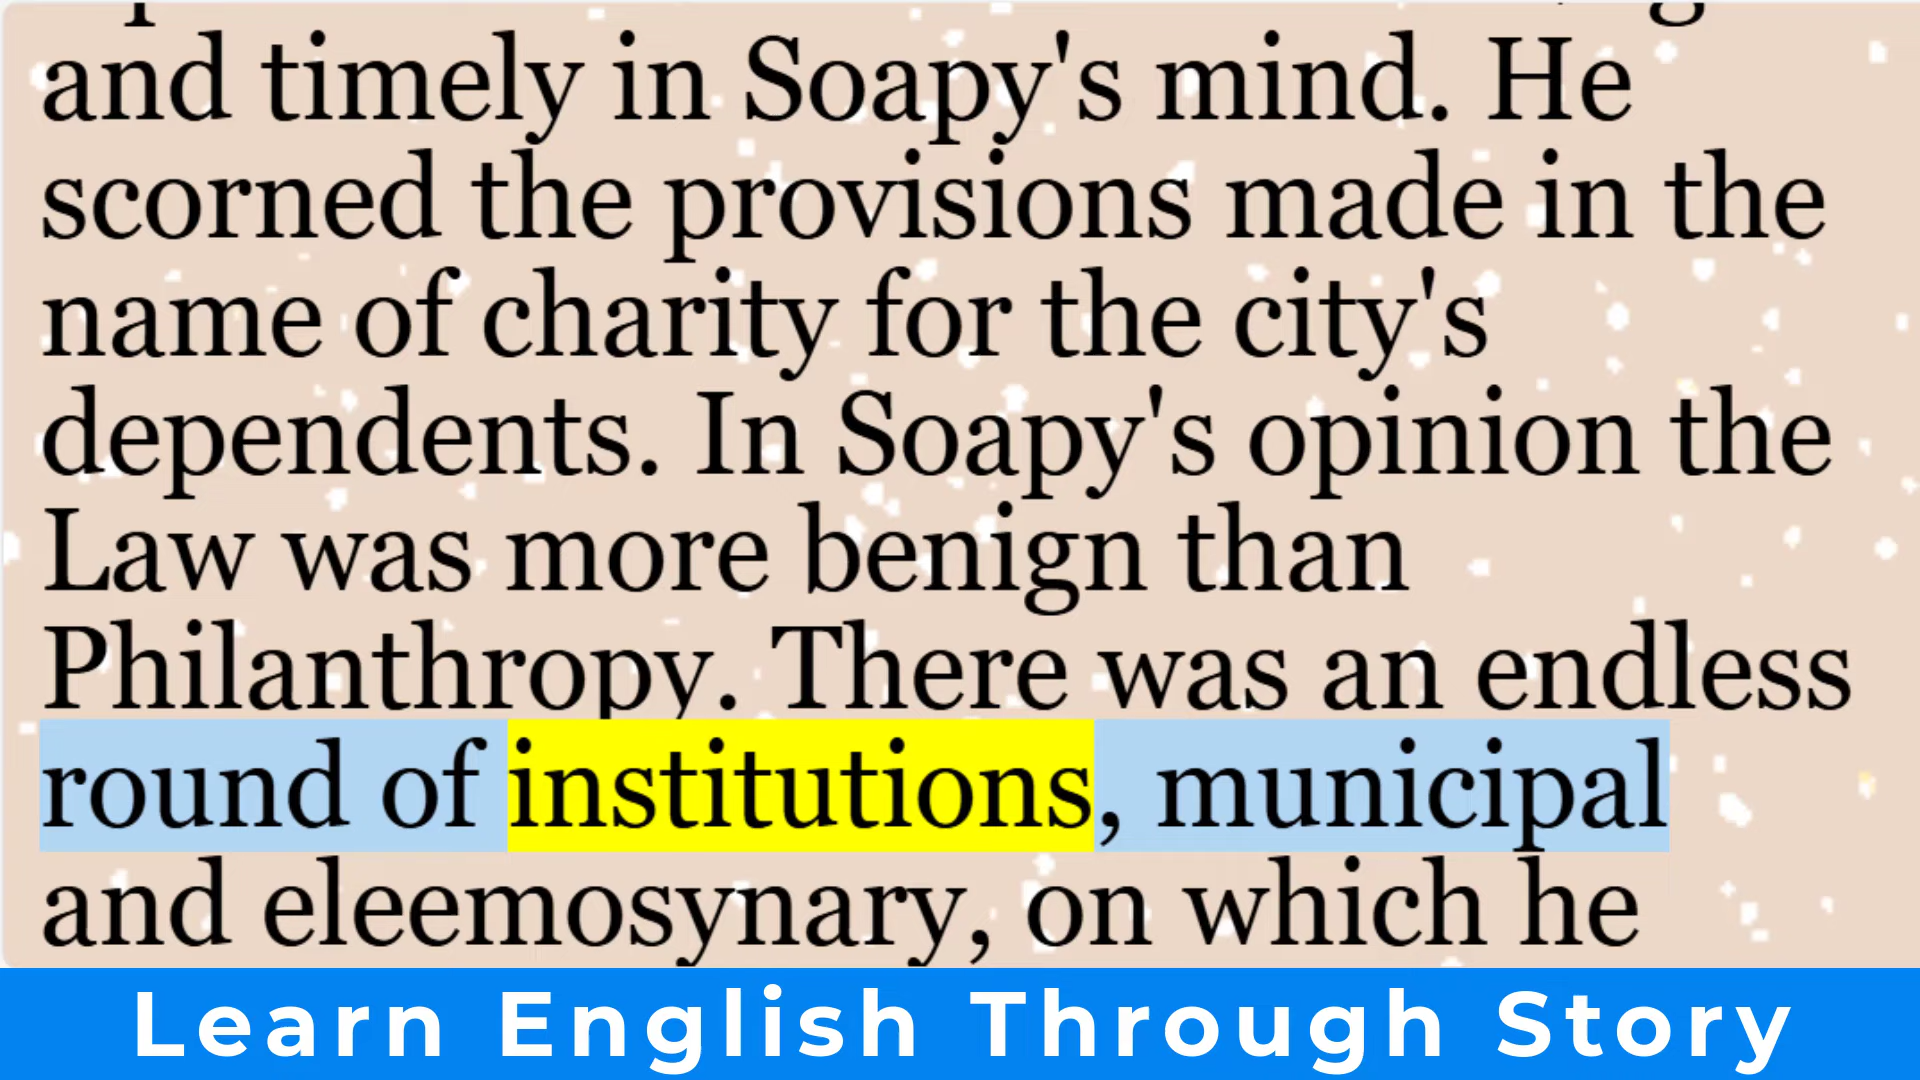 and timely in Soapy's mind. He
scorned the provisions made in the
name of charity for the city's
dependents. In Soapy's opinion the
Law was more benign than
Philanthropy. There was an endless
round of institutions, municipal
and eleemosynary, on which he
Learn English Through Story